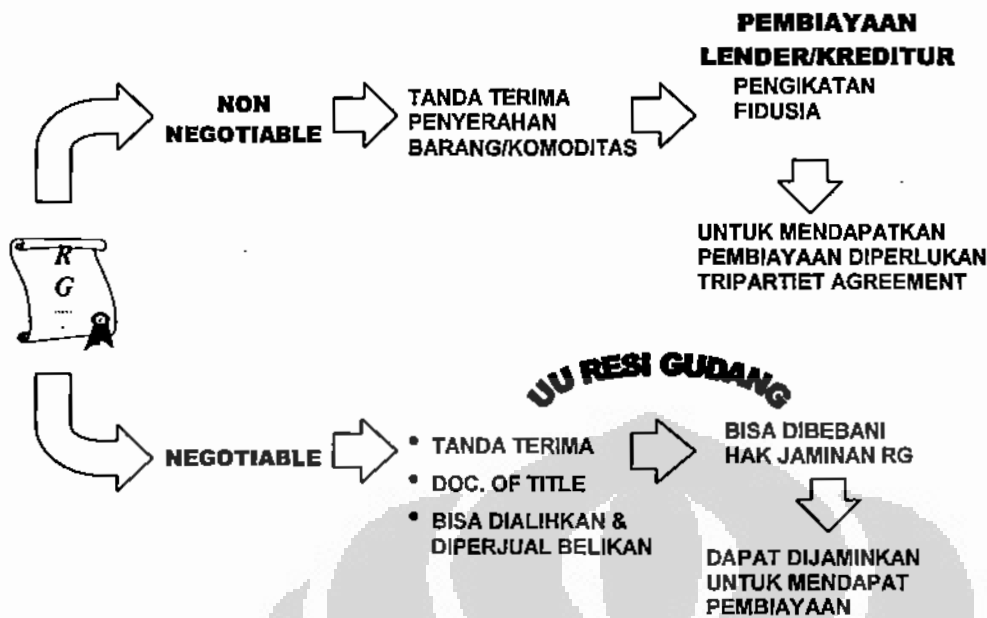 PEMBIAYAAN
LENDER/KREDITUR
PENGIKATAN
FIDUSIA
NON
NEGOTIABLE
TANDA TERIMA
PENYERAHAN
BARANG/KOMODITAS
UNTUK MENDAPATKAN
PEMBIAYAAN DIPERLUKAN
TRIPARTIET AGREEMENT
R
G
UU RESI GUDANG
NEGOTIABLE
• TANDA TERIMA
• DOC. OF TITLE
• BISA DIALIHKAN &
DIPERJUAL BELIKAN
BISA DIBEBANI
HAK JAMINAN RG
DAPAT DIJAMINKAN
UNTUK MENDAPAT
PEMBIAYAAN